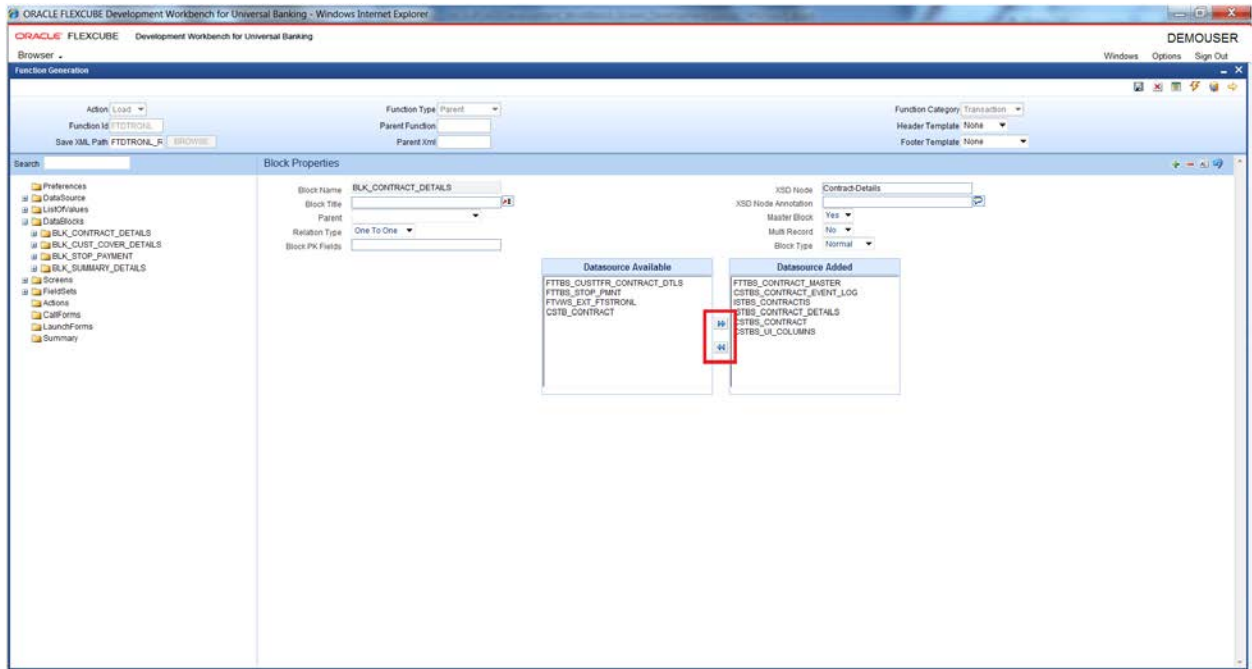 ORACLE FLEXCUBE Development Workbench for Universal Banking - Windows Internet Explorer
ORACLE FLEXCUBE Development Workbench for Universal Banking
DEMOUSER
Browser
Windows Options Sign Out
Function Generation
Action Load
Function Type Parent
Function Category Transaction
Function Id FTDTRONL
Parent Function
Header Template None
Save XML Path FTDTRONL_R BROWSE
Parent Xml
Footer Template None
Search
Block Properties
Preferences
DataSource
ListOfValues
DataBlocks
BLK_CONTRACT_DETAILS
BLK_CUST_COVER_DETAILS
BLK_STOP_PAYMENT
BLK_SUMMARY_DETAILS
Screens
FieldSets
Actions
CallForms
LaunchForms
Summary
Block Name BLK_CONTRACT_DETAILS
XSD Node Contract-Details
Block Title
XSD Node Annotation
Parent
Master Block Yes
Relation Type One To One
Multi Record No
Block PK Fields
Block Type Normal
Datasource Available
FTTBS_CUSTTFR_CONTRACT_DTLS
FTTBS_STOP_PMNT
FTVWS_EXT_FTSTRONL
CSTB_CONTRACT
Datasource Added
FTTBS_CONTRACT_MASTER
CSTBS_CONTRACT_EVENT_LOG
ISTBS_CONTRACTIS
ISTBS_CONTRACT_DETAILS
CSTBS_CONTRACT
CSTBS_UI_COLUMNS